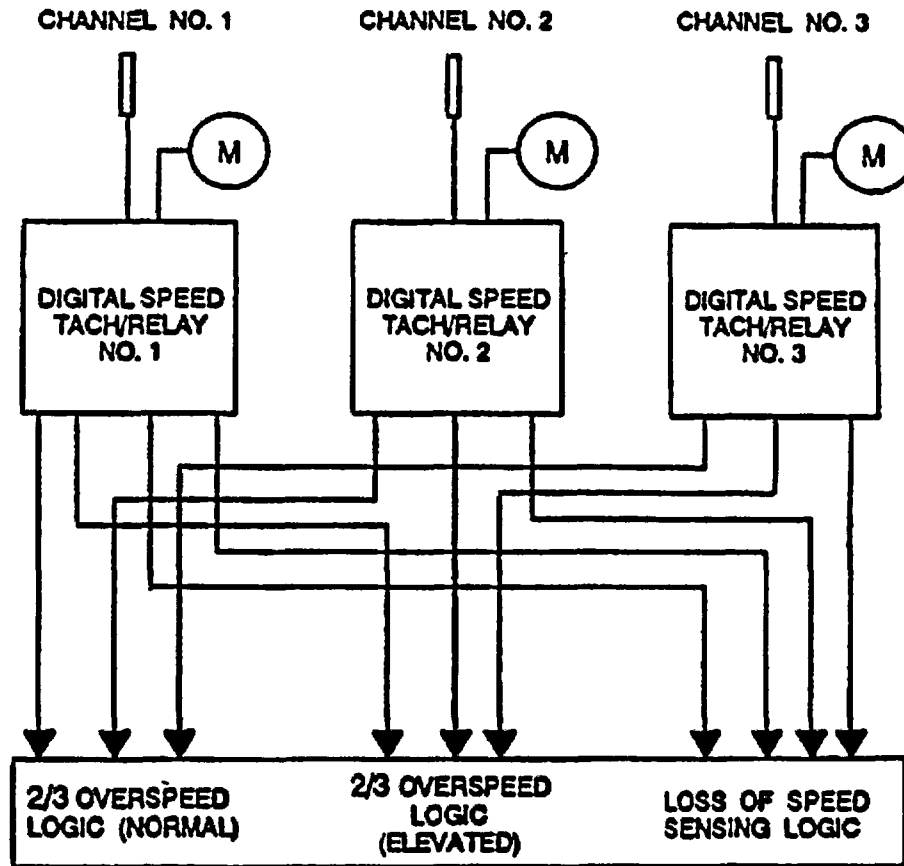 CHANNEL NO. 1
CHANNEL NO. 2
CHANNEL NO. 3
M
M
M
DIGITAL SPEED
TACH/RELAY
NO. 1
DIGITAL SPEED
TACH/RELAY
NO. 2
DIGITAL SPEED
TACH/RELAY
NO. 3
2/3 OVERSPEED
LOGIC (NORMAL)
2/3 OVERSPEED
LOGIC
(ELEVATED)
LOSS OF SPEED
SENSING LOGIC